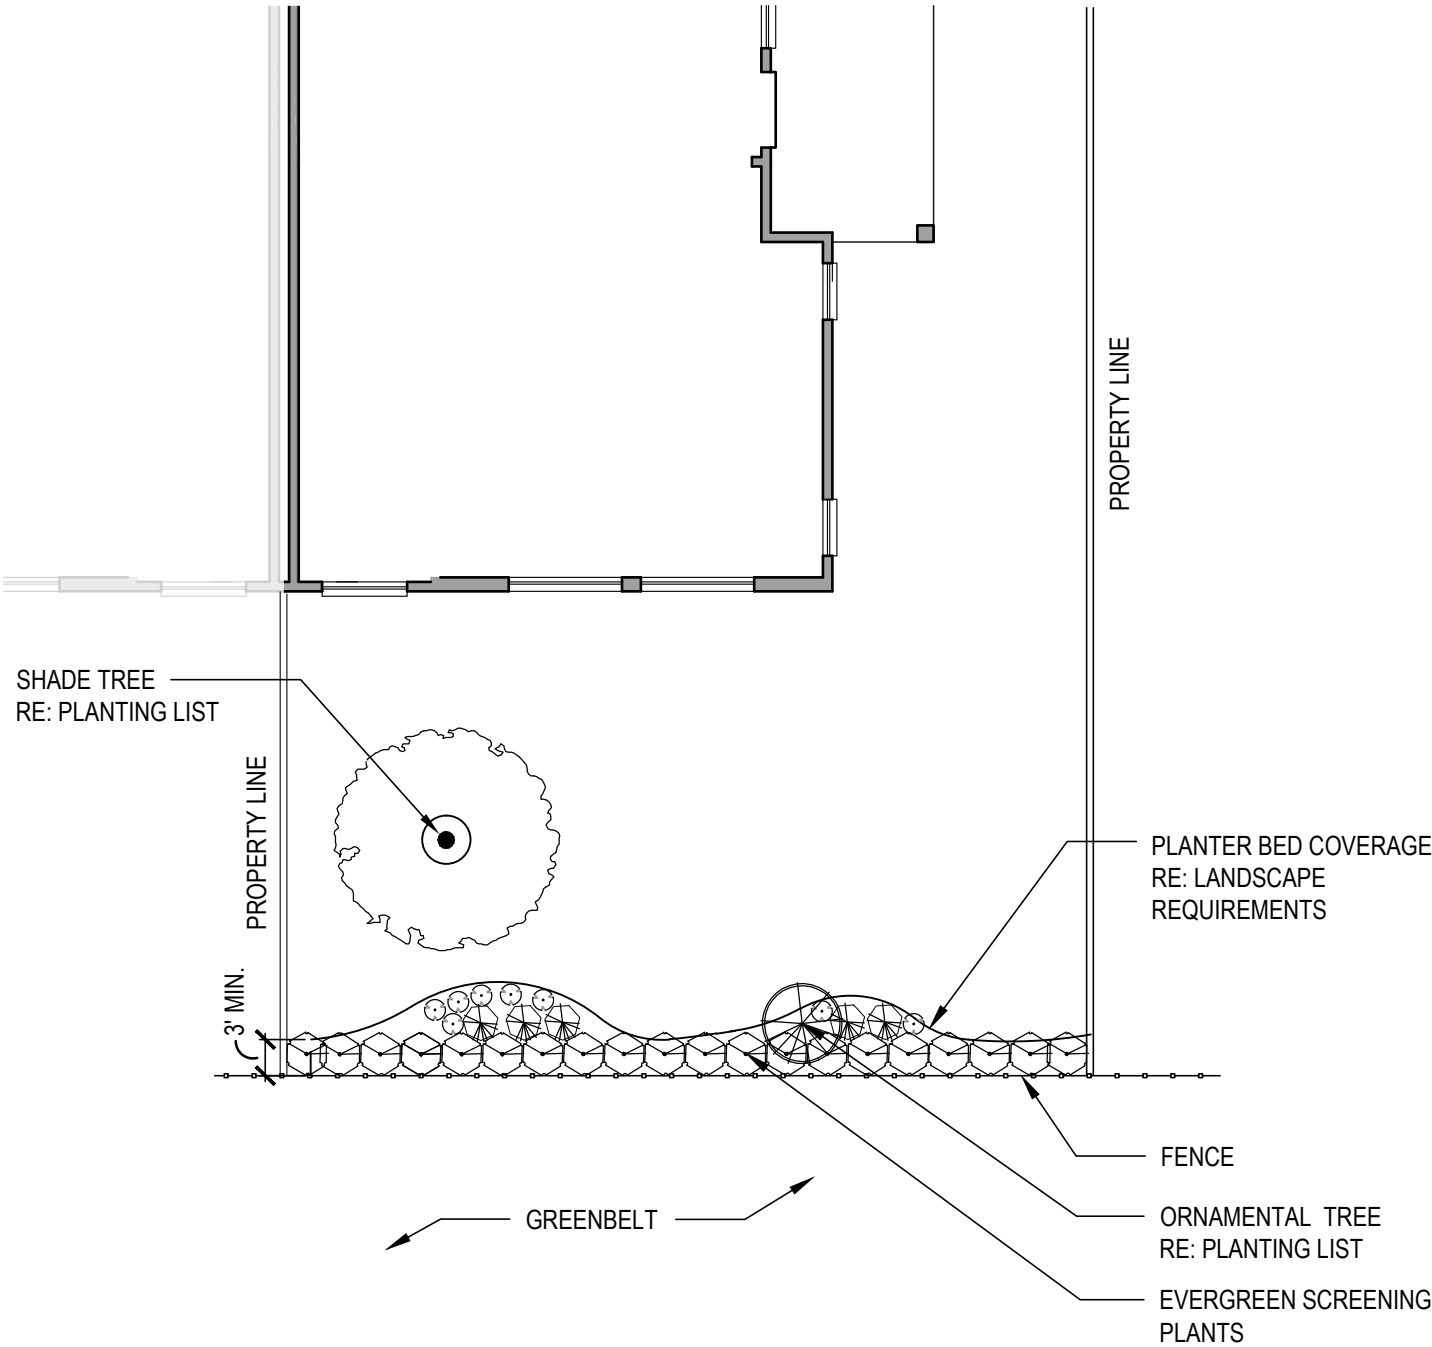 PROPERTY LINE
SHADE TREE
RE: PLANTING LIST
PROPERTY LINE
PLANTER BED COVERAGE
RE: LANDSCAPE
REQUIREMENTS
3' MIN.
FENCE
GREENBELT
ORNAMENTAL TREE
RE: PLANTING LIST
EVERGREEN SCREENING
PLANTS